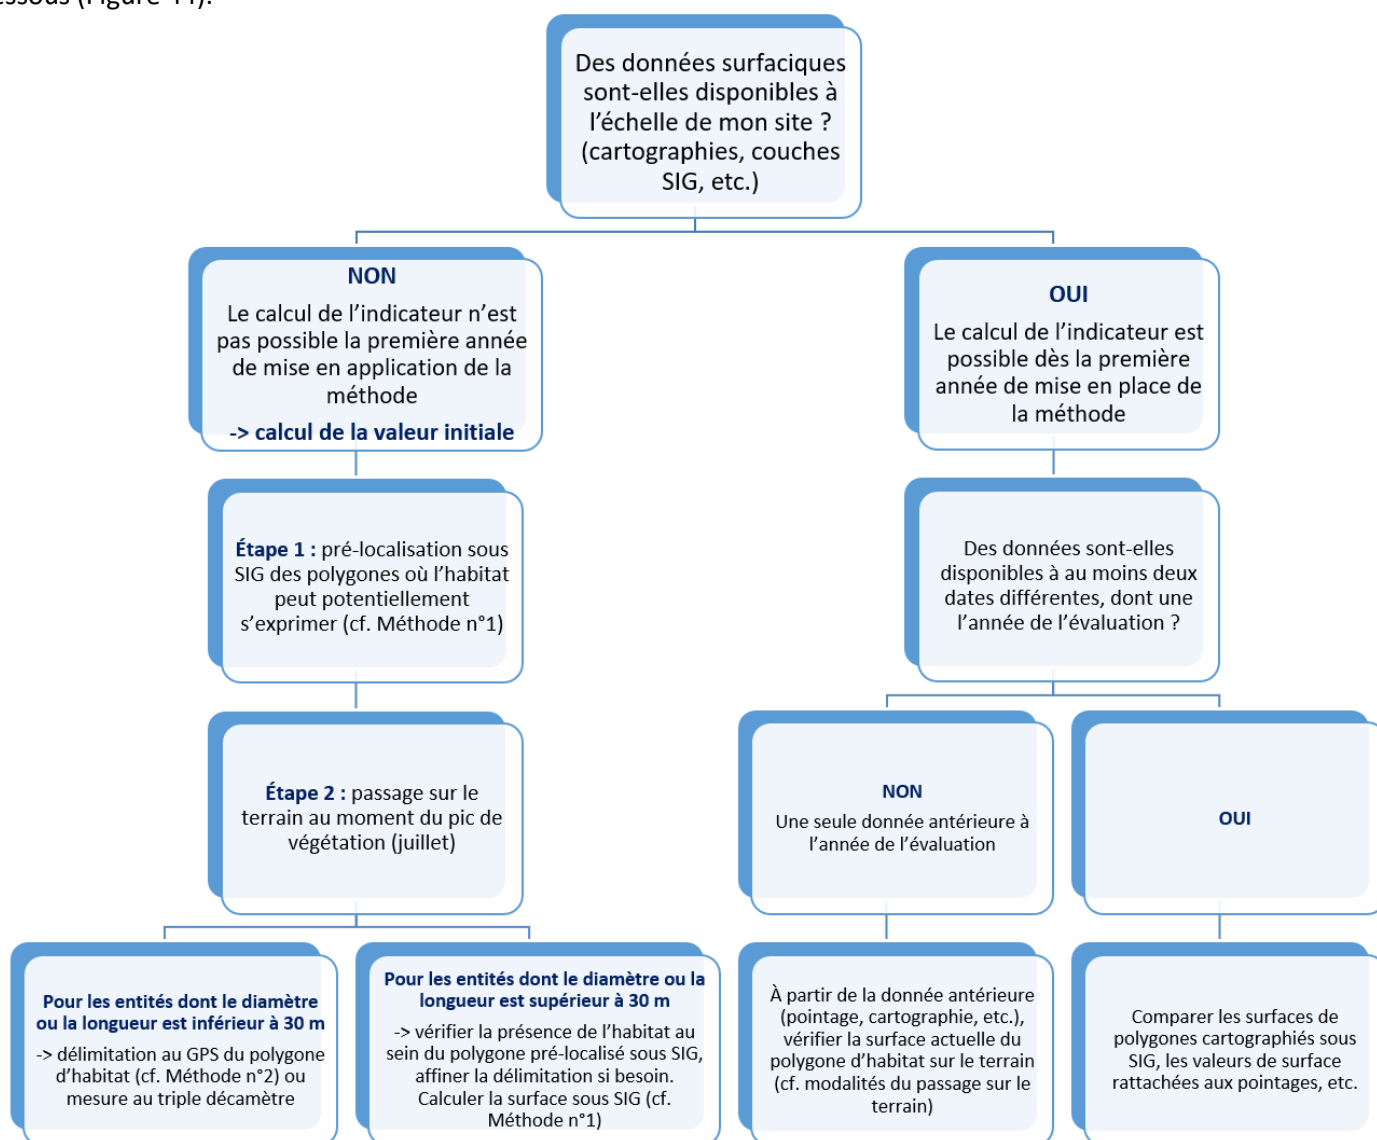 essous (Figure 44).
Des données surfaciques
sont-elles disponibles à
l’échelle de mon site ?
(cartographies, couches
SIG, etc.)
NON
Le calcul de l’indicateur n’est
pas possible la première année
de mise en application de la
méthode
-> calcul de la valeur initiale
OUI
Le calcul de l’indicateur est
possible dès la première
année de mise en place de
la méthode
Étape 1 : pré-localisation sous
SIG des polygones où l’habitat
peut potentiellement
s’exprimer (cf. Méthode n°1)
Des données sont-elles
disponibles à au moins deux
dates différentes, dont une
l’année de l’évaluation ?
Étape 2 : passage sur le
terrain au moment du pic de
végétation (juillet)
NON
Une seule donnée antérieure à
l’année de l’évaluation
OUI
Pour les entités dont le diamètre
ou la longueur est inférieur à 30 m
-> délimitation au GPS du polygone
d’habitat (cf. Méthode n°2) ou
mesure au triple décamètre
Pour les entités dont le diamètre ou la
longueur est supérieur à 30 m
-> vérifier la présence de l’habitat au
sein du polygone pré-localisé sous SIG,
affiner la délimitation si besoin.
Calculer la surface sous SIG (cf.
Méthode n°1)
À partir de la donnée antérieure
(pointage, cartographie, etc.),
vérifier la surface actuelle du
polygone d’habitat sur le terrain
(cf. modalités du passage sur le
terrain)
Comparer les surfaces de
polygones cartographiés sous
SIG, les valeurs de surface
rattachées aux pointages, etc.